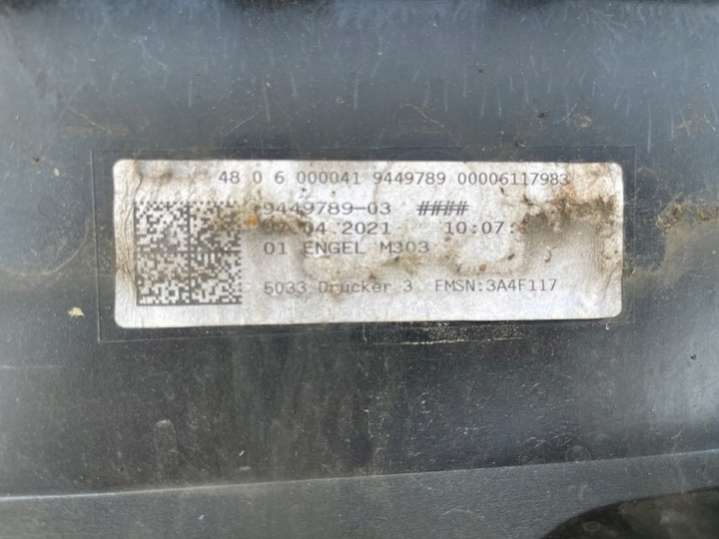 48 0 6 000041 9449789 00006117983
9449789-03 ####
04 2021 10:07:
01 ENGEL M303
5033 Drucker 3 FMSN:3A4F117